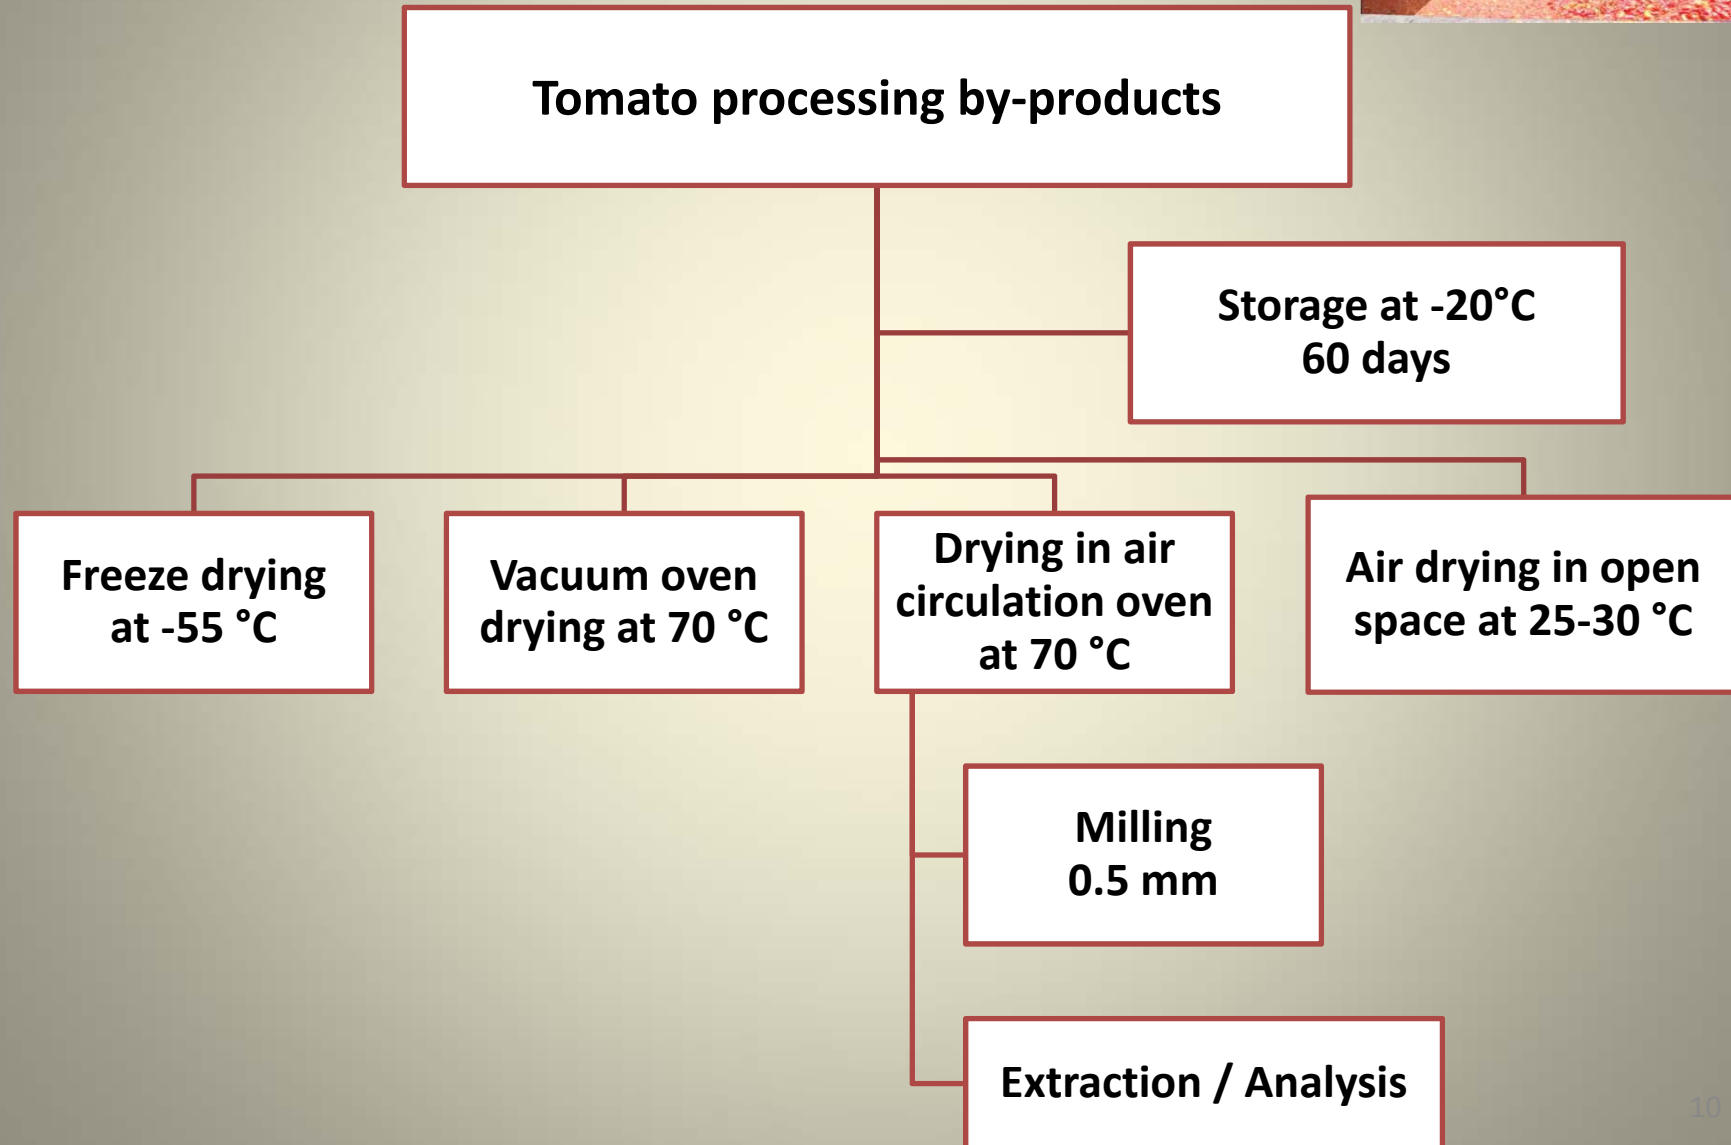 Tomato processing by-products
Storage at -20°C
60 days
Freeze drying
at -55 °C
Vacuum oven
drying at 70 °C
Drying in air
circulation oven
at 70 °C
Air drying in open
space at 25-30 °C
Milling
0.5 mm
Extraction / Analysis
10